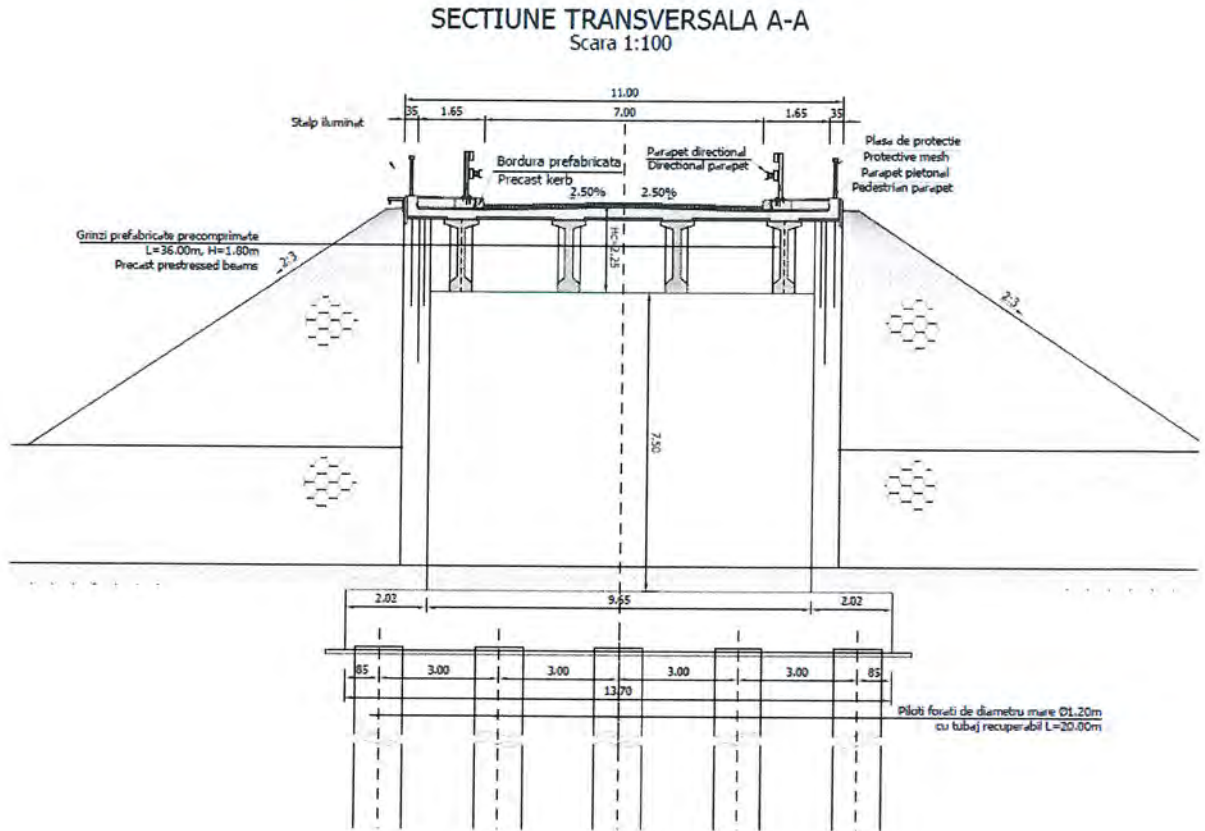 SECTIUNE TRANSVERSALA A-A
Scara 1:100
11.00
35
1.65
7.00
1.65
35
Stalp iluminat
Bordura prefabricata
Precast kerb
Parapet directional
Directional parapet
Plasa de protectie
Protective mesh
Parapet pietonal
Pedestrian parapet
2.50%
2.50%
Grinzi prefabricate precomprimate
L=36.00m, H=1.80m
Precast prestressed beams
Hc=2.25
2:3
2:3
7.50
2.02
9.65
2.02
85
3.00
3.00
3.00
3.00
85
13.70
Piloti forati de diametru mare Ø1.20m
cu tubaj recuperabil L=20.00m